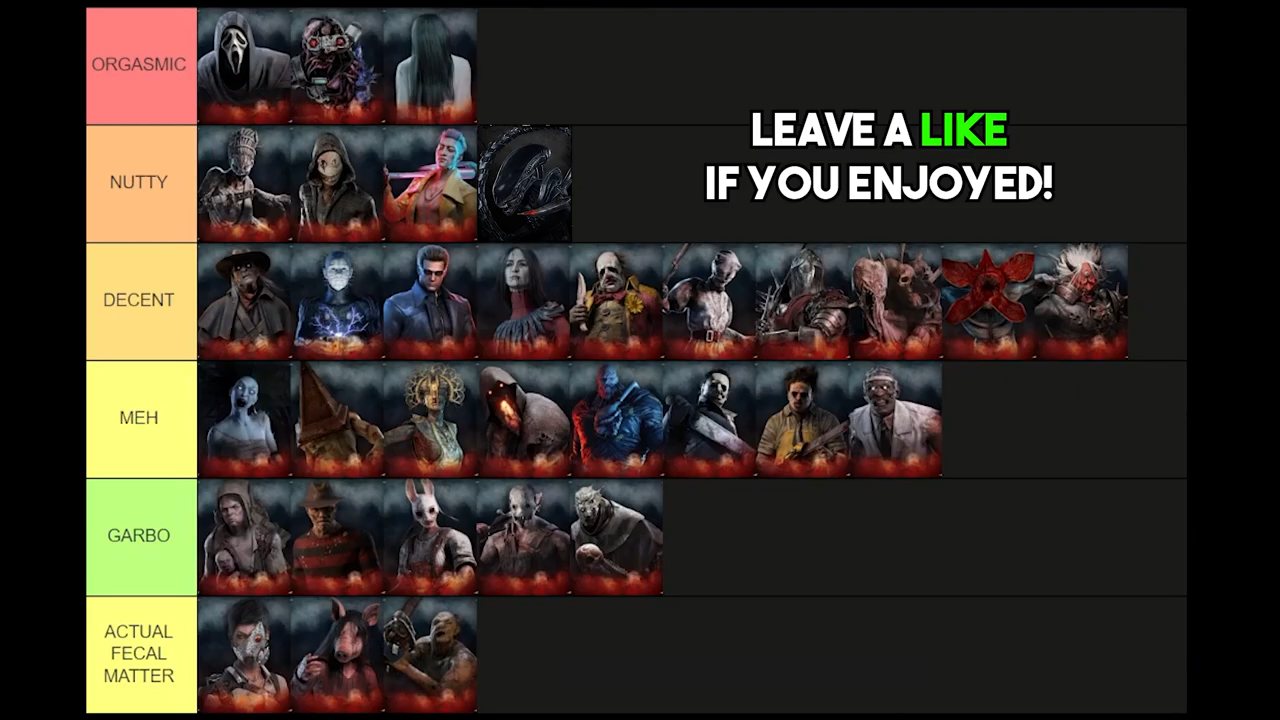 ORGASMIC
LEAVE A LIKE
IF YOU ENJOYED!
NUTTY
DECENT
MEH
GARBO
ACTUAL
FECAL
MATTER